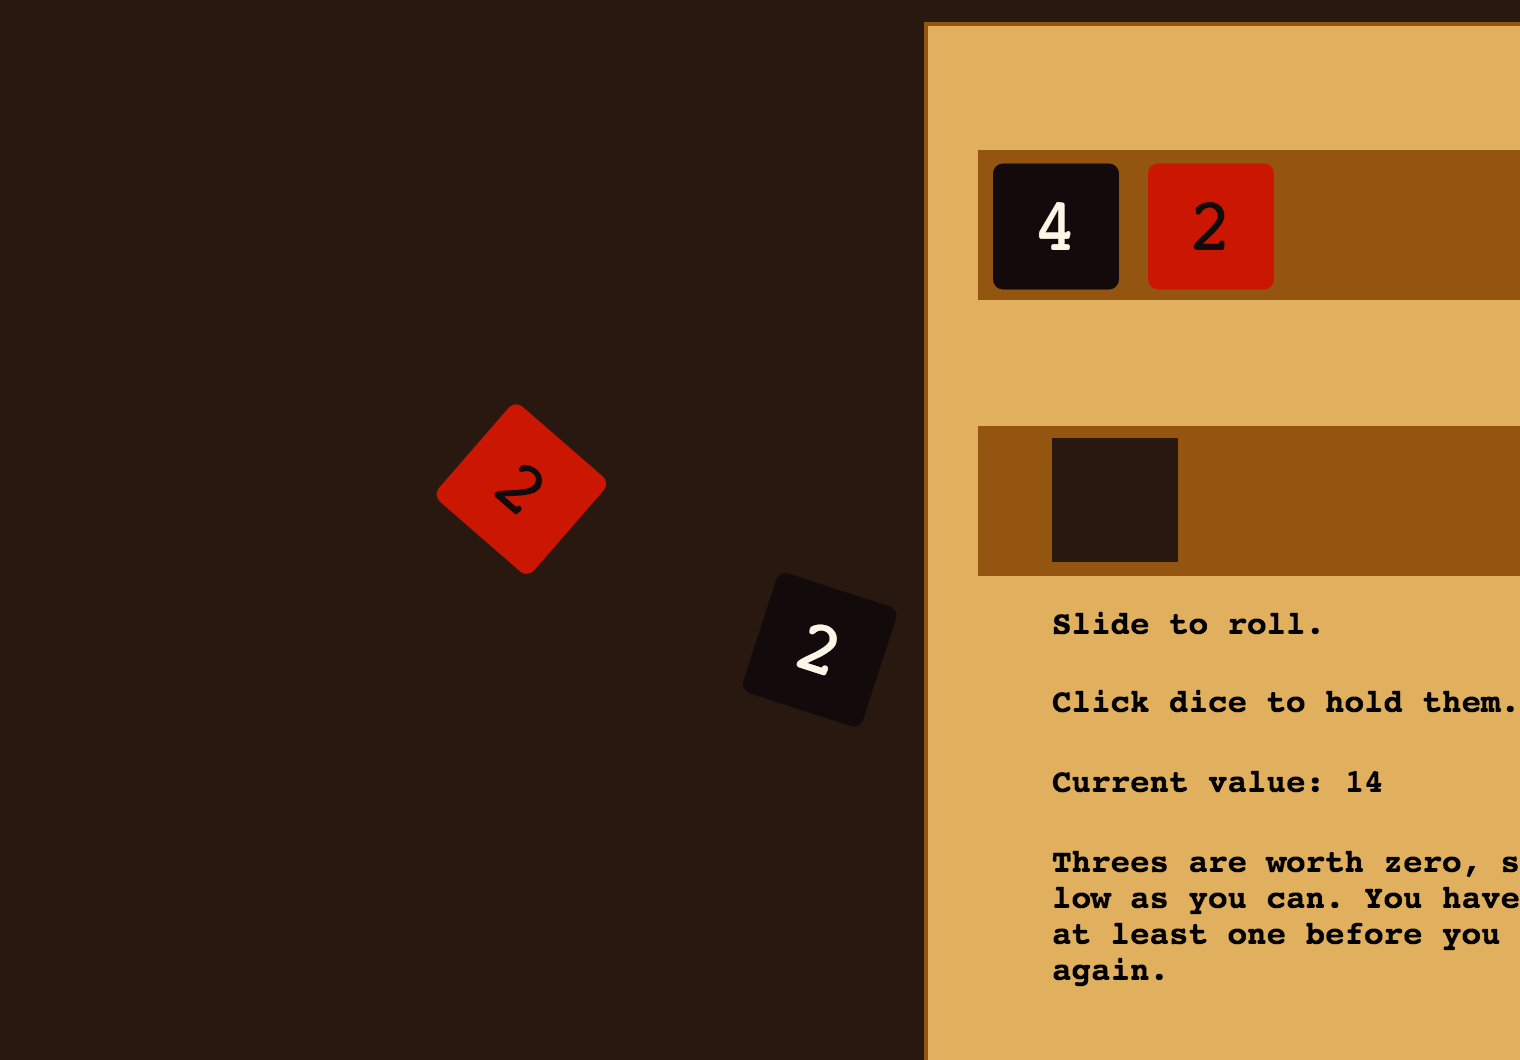 4 2
2
2
Slide to roll.
Click dice to hold them.
Current value: 14
Threes are worth zero, s
low as you can. You have
at least one before you
again.